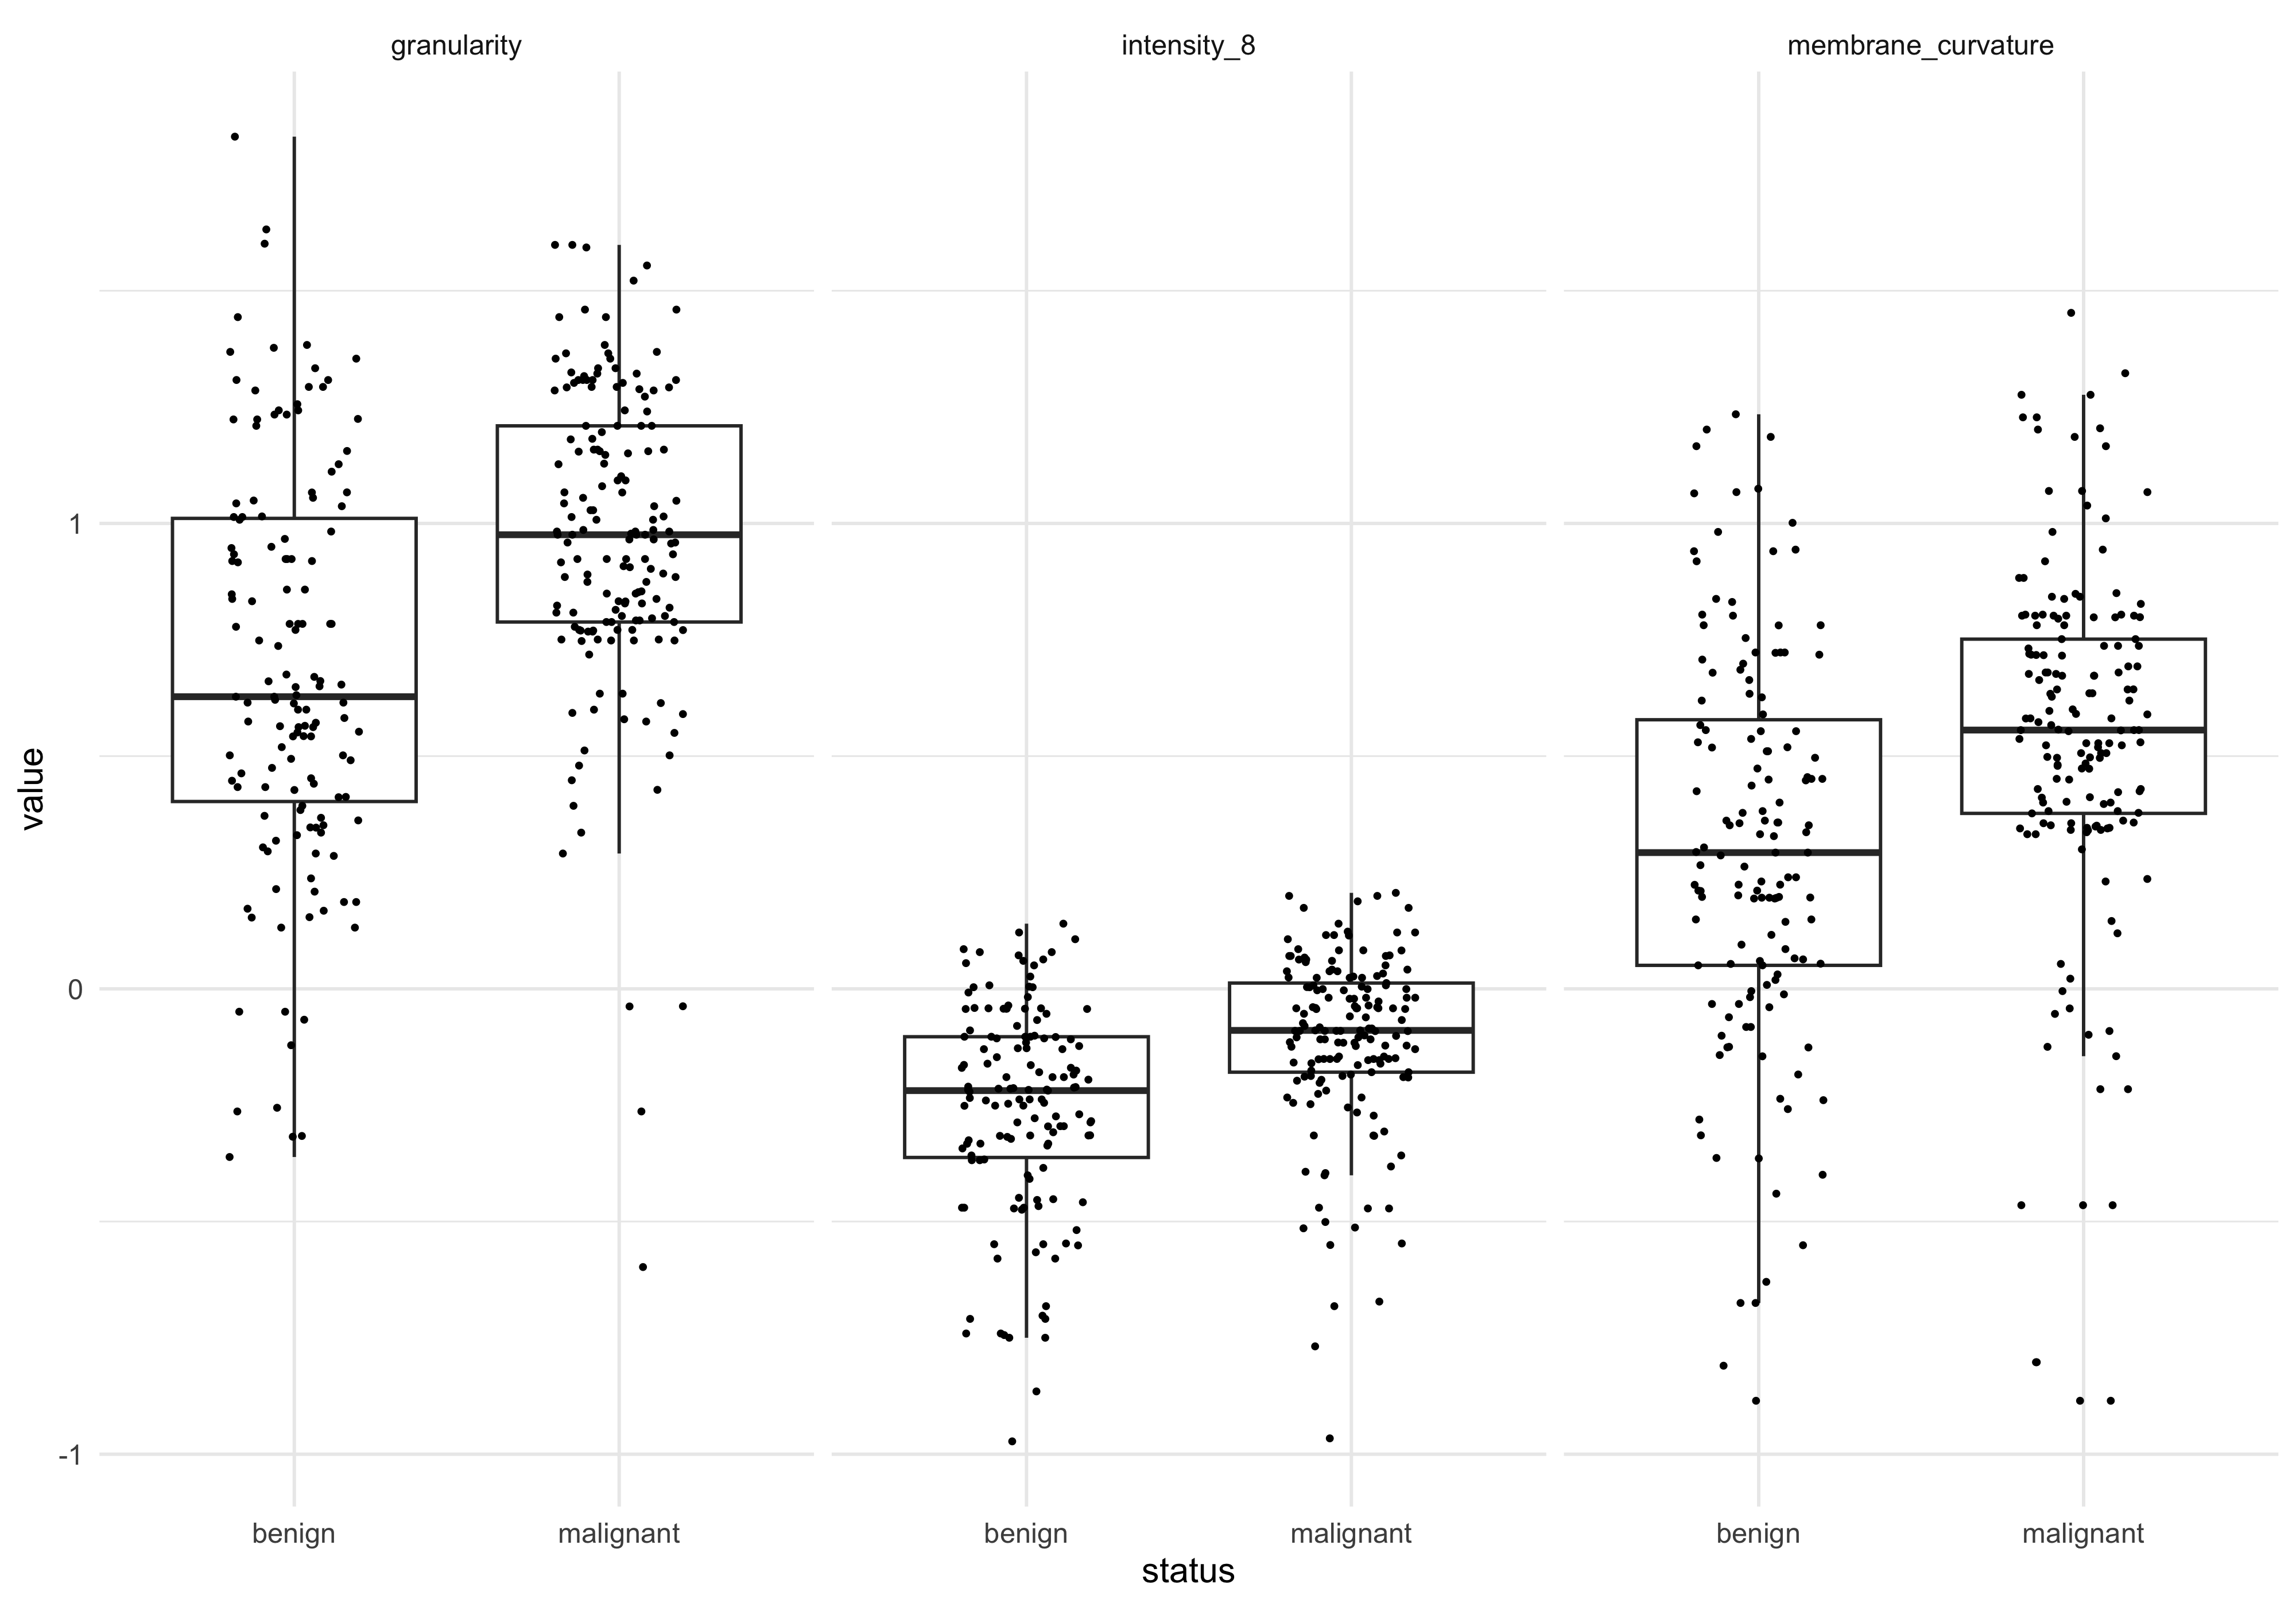 granularity intensity_8 membrane_curvature
value
1
0
-1
benign malignant benign malignant benign malignant
status